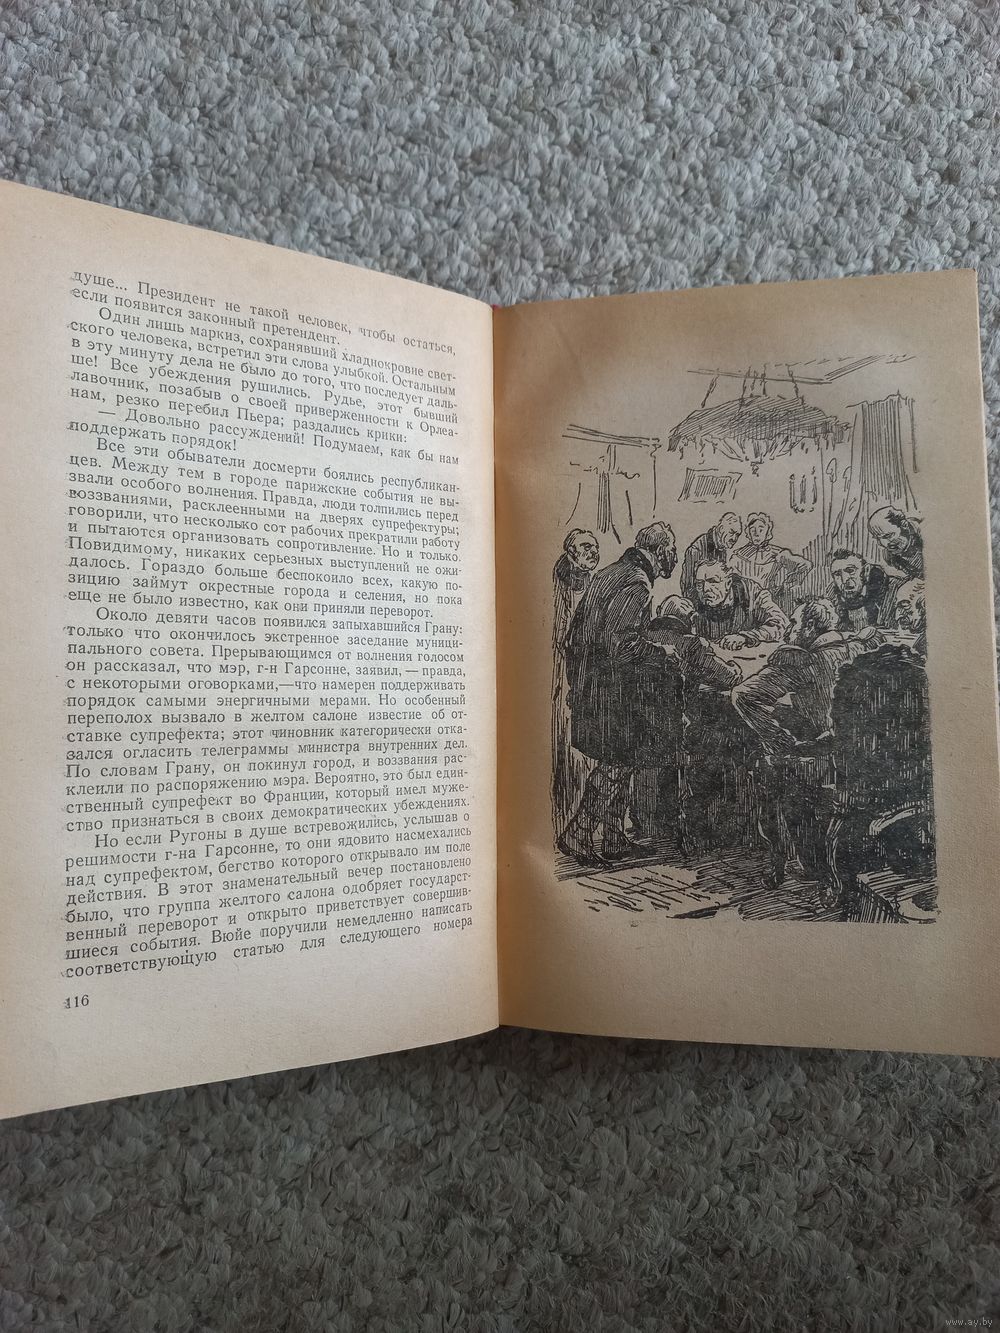 душе... Президент не такой человек, чтобы остаться,
если появится законный претендент.
Один лишь маркиз, сохранявший хладнокровие свет-
ского человека, встретил эти слова улыбкой. Остальным
в эту минуту дела не было до того, что последует даль-
ше! Все убеждения рушились. Рудье, этот бывший
лавочник, позабыв о своей приверженности к Орлеа-
нам, резко перебил Пьера; раздались крики:
— Довольно рассуждений! Подумаем, как бы нам
поддержать порядок!
Все эти обыватели досмерти боялись республикан-
цев. Между тем в городе парижские события не вы-
звали особого волнения. Правда, люди толпились перед
воззваниями, расклеенными на дверях супрефектуры;
говорили, что несколько сот рабочих прекратили работу
и пытаются организовать сопротивление. Но и только.
Повидимому, никаких серьезных выступлений не ожи-
далось. Гораздо больше беспокоило всех, какую по-
зицию займут окрестные города и селения, но пока
еще не было известно, как они приняли переворот.
Около девяти часов появился запыхавшийся Грану:
только что окончилось экстренное заседание муници-
пального совета. Прерывающимся от волнения голосом
он рассказал, что мэр, г-н Гарсонне, заявил, — правда,
с некоторыми оговорками,—что намерен поддерживать
порядок самыми энергичными мерами. Но особенный
переполох вызвало в желтом салоне известие об от-
ставке супрефекта; этот чиновник категорически отка-
зался огласить телеграммы министра внутренних дел.
По словам Грану, он покинул город, и воззвания рас-
клеили по распоряжению мэра. Вероятно, это был един-
ственный супрефект во Франции, который имел муже-
ство признаться в своих демократических убеждениях.
Но если Ругоны в душе встревожились, услышав о
решимости г-на Гарсонне, то они ядовито насмехались
над супрефектом, бегство которого открывало им поле
действия. В этот знаменательный вечер постановлено
было, что группа желтого салона одобряет государст-
венный переворот и открыто приветствует совершив-
шиеся события. Вюйе поручили немедленно написать
соответствующую статью для следующего номера
116
www.ay.by